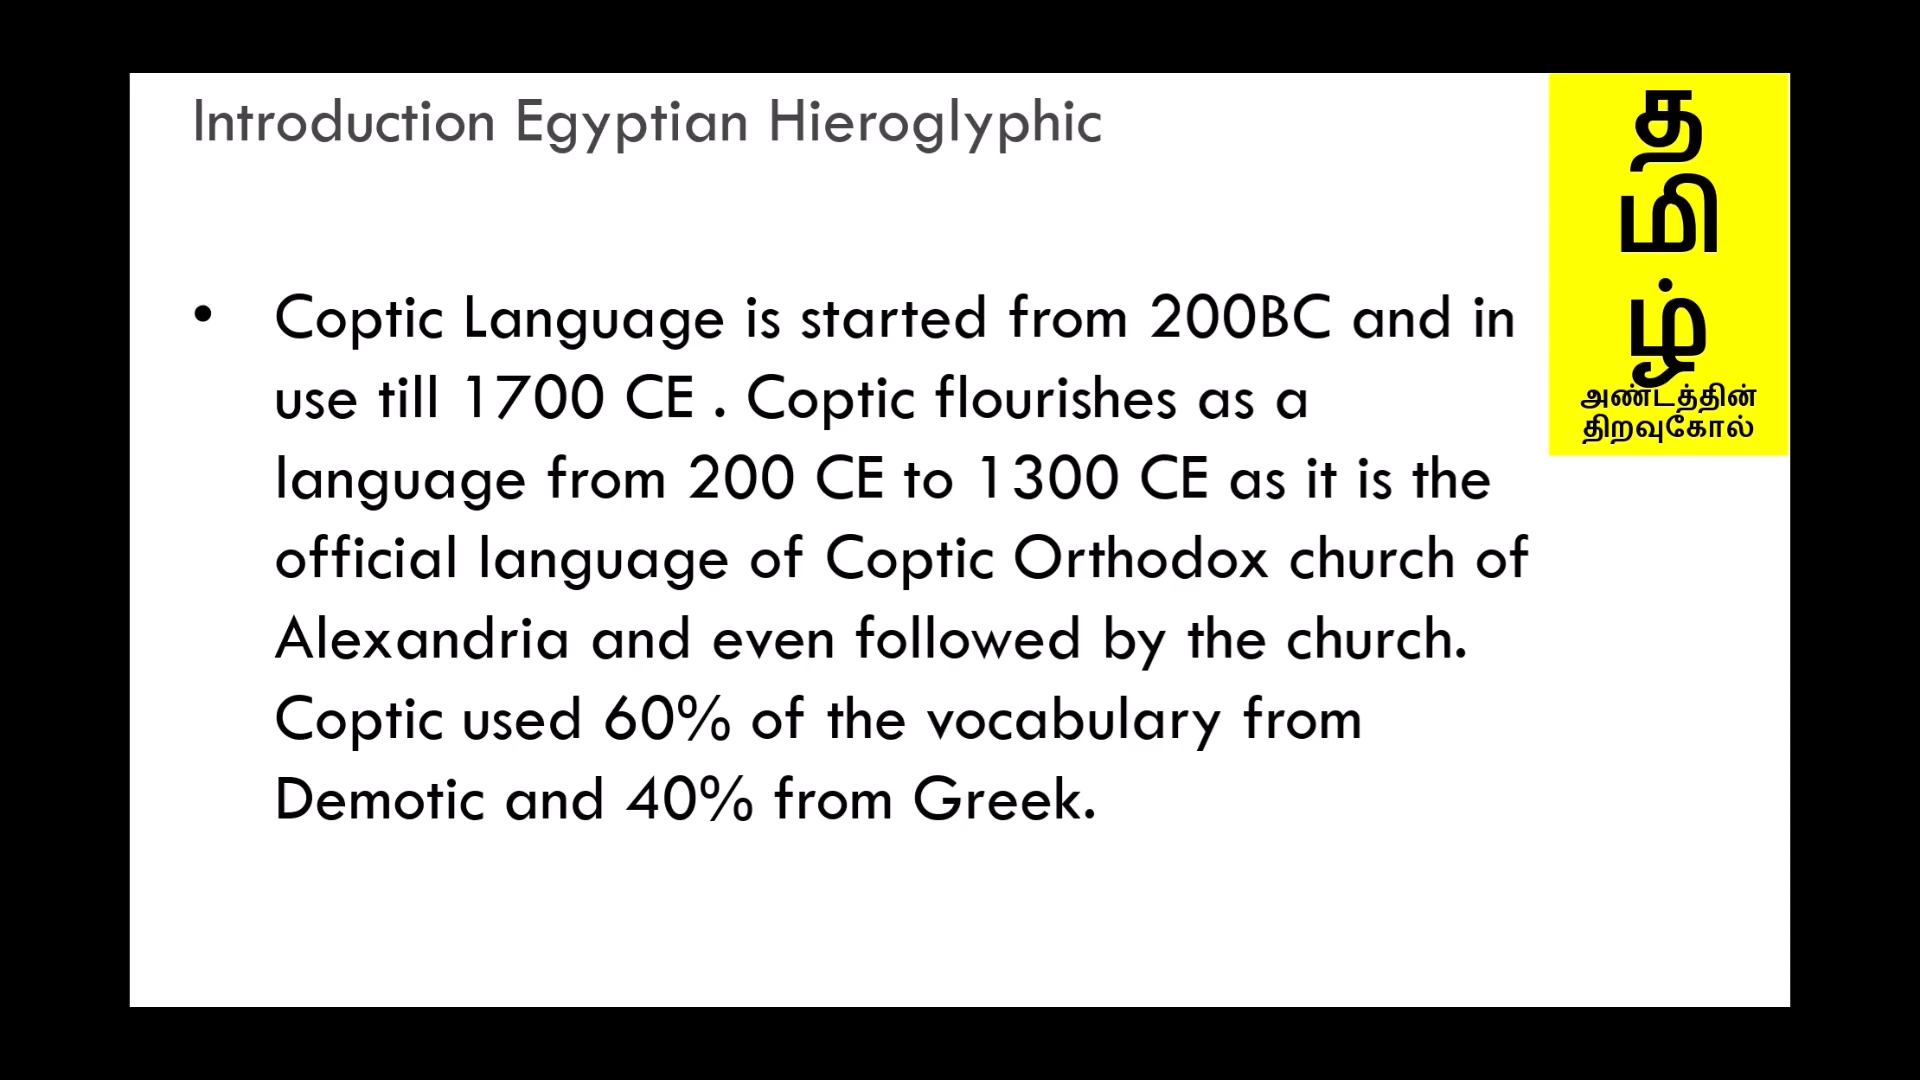 Introduction Egyptian Hieroglyphic
• Coptic Language is started from 200BC and in
use till 1700 CE . Coptic flourishes as a
language from 200 CE to 1300 CE as it is the
official language of Coptic Orthodox church of
Alexandria and even followed by the church.
Coptic used 60% of the vocabulary from
Demotic and 40% from Greek.
த
மி
ழ்
அண்டத்தின்
திறவுகோல்